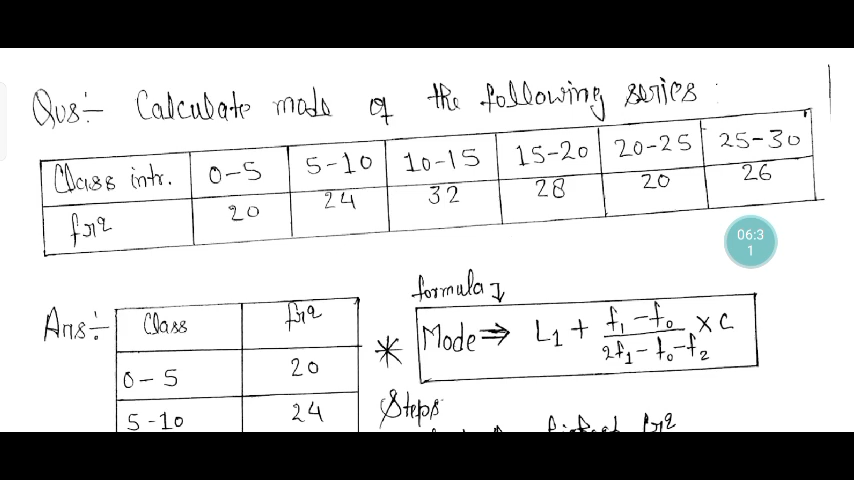 Qus:- Calculate mode of the following series:
Class intr. 0-5 5-10 10-15 15-20 20-25 25-30
frq 20 24 32 28 20 26
06:3
1
formula↓
Ans:- Class frq
* Mode ⇒ L₁ + (f₁ - f₀)/(2f₁ - f₀ - f₂) × C
0-5 20
Steps
5-10 24
frq